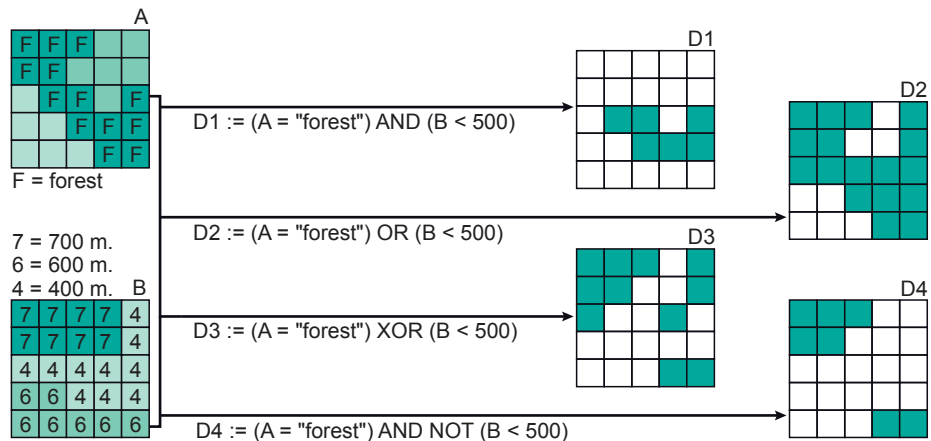 A
F F F
F F
F F F
F F F
F F
F = forest
D1 := (A = "forest") AND (B < 500)
D1
D2 := (A = "forest") OR (B < 500)
D2
7 = 700 m.
6 = 600 m.
4 = 400 m.
B
7 7 7 7 4
7 7 7 7 4
4 4 4 4 4
6 6 4 4 4
6 6 6 6 6
D3 := (A = "forest") XOR (B < 500)
D3
D4 := (A = "forest") AND NOT (B < 500)
D4